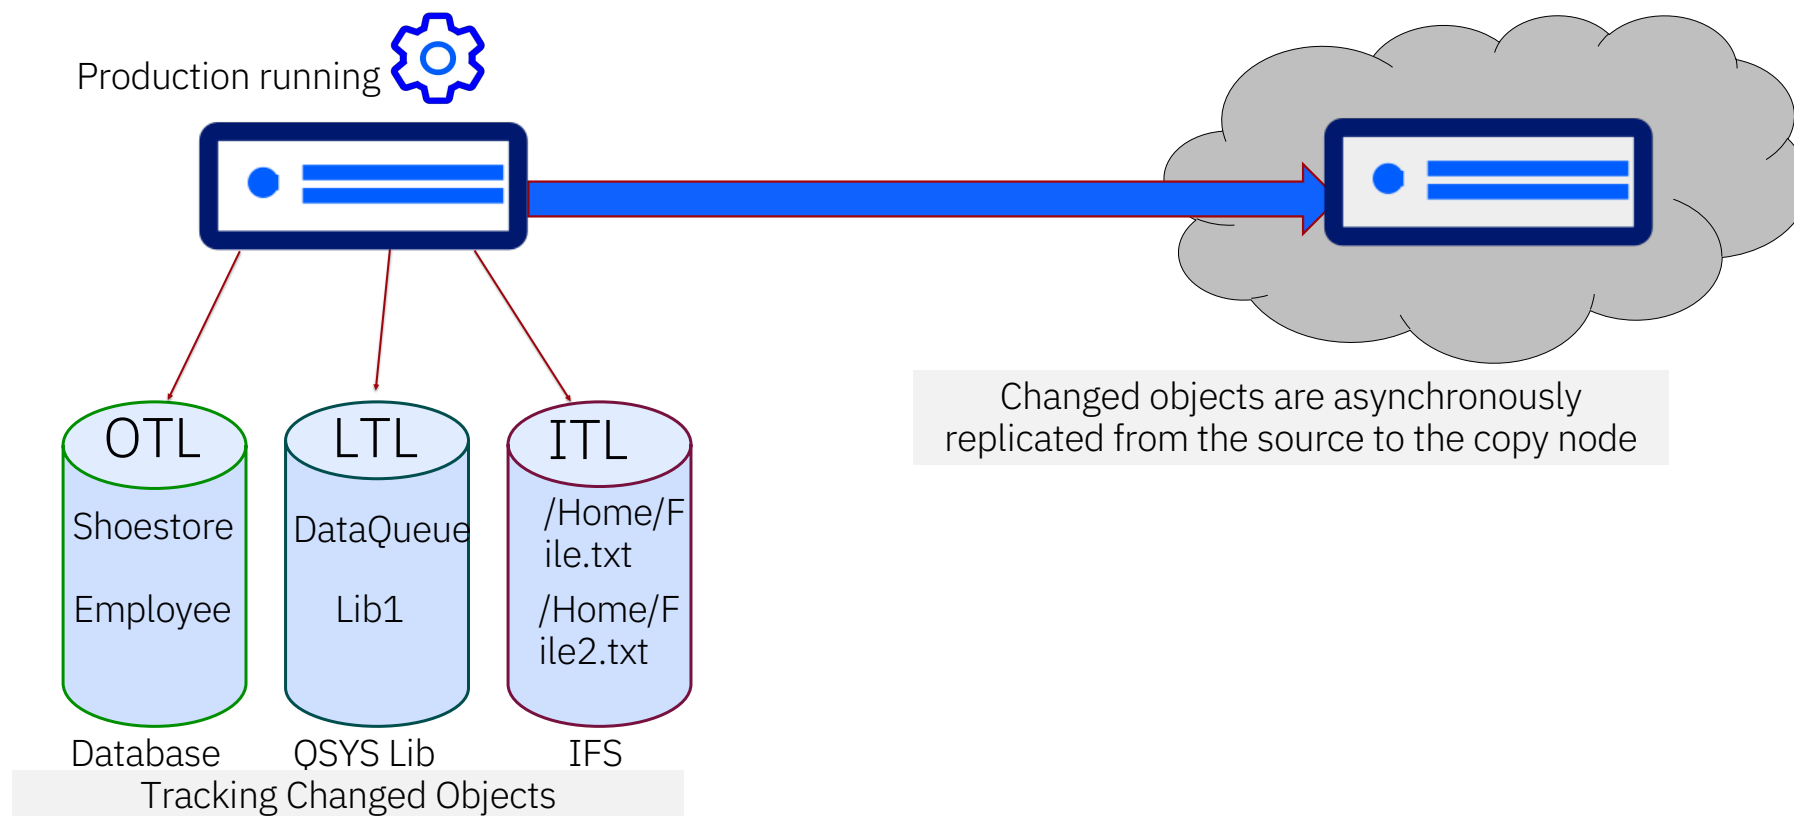 Production running
Changed objects are asynchronously
replicated from the source to the copy node
OTL
Shoestore
Employee
Database
LTL
DataQueue
Lib1
QSYS Lib
ITL
/Home/F
ile.txt
/Home/F
ile2.txt
IFS
Tracking Changed Objects